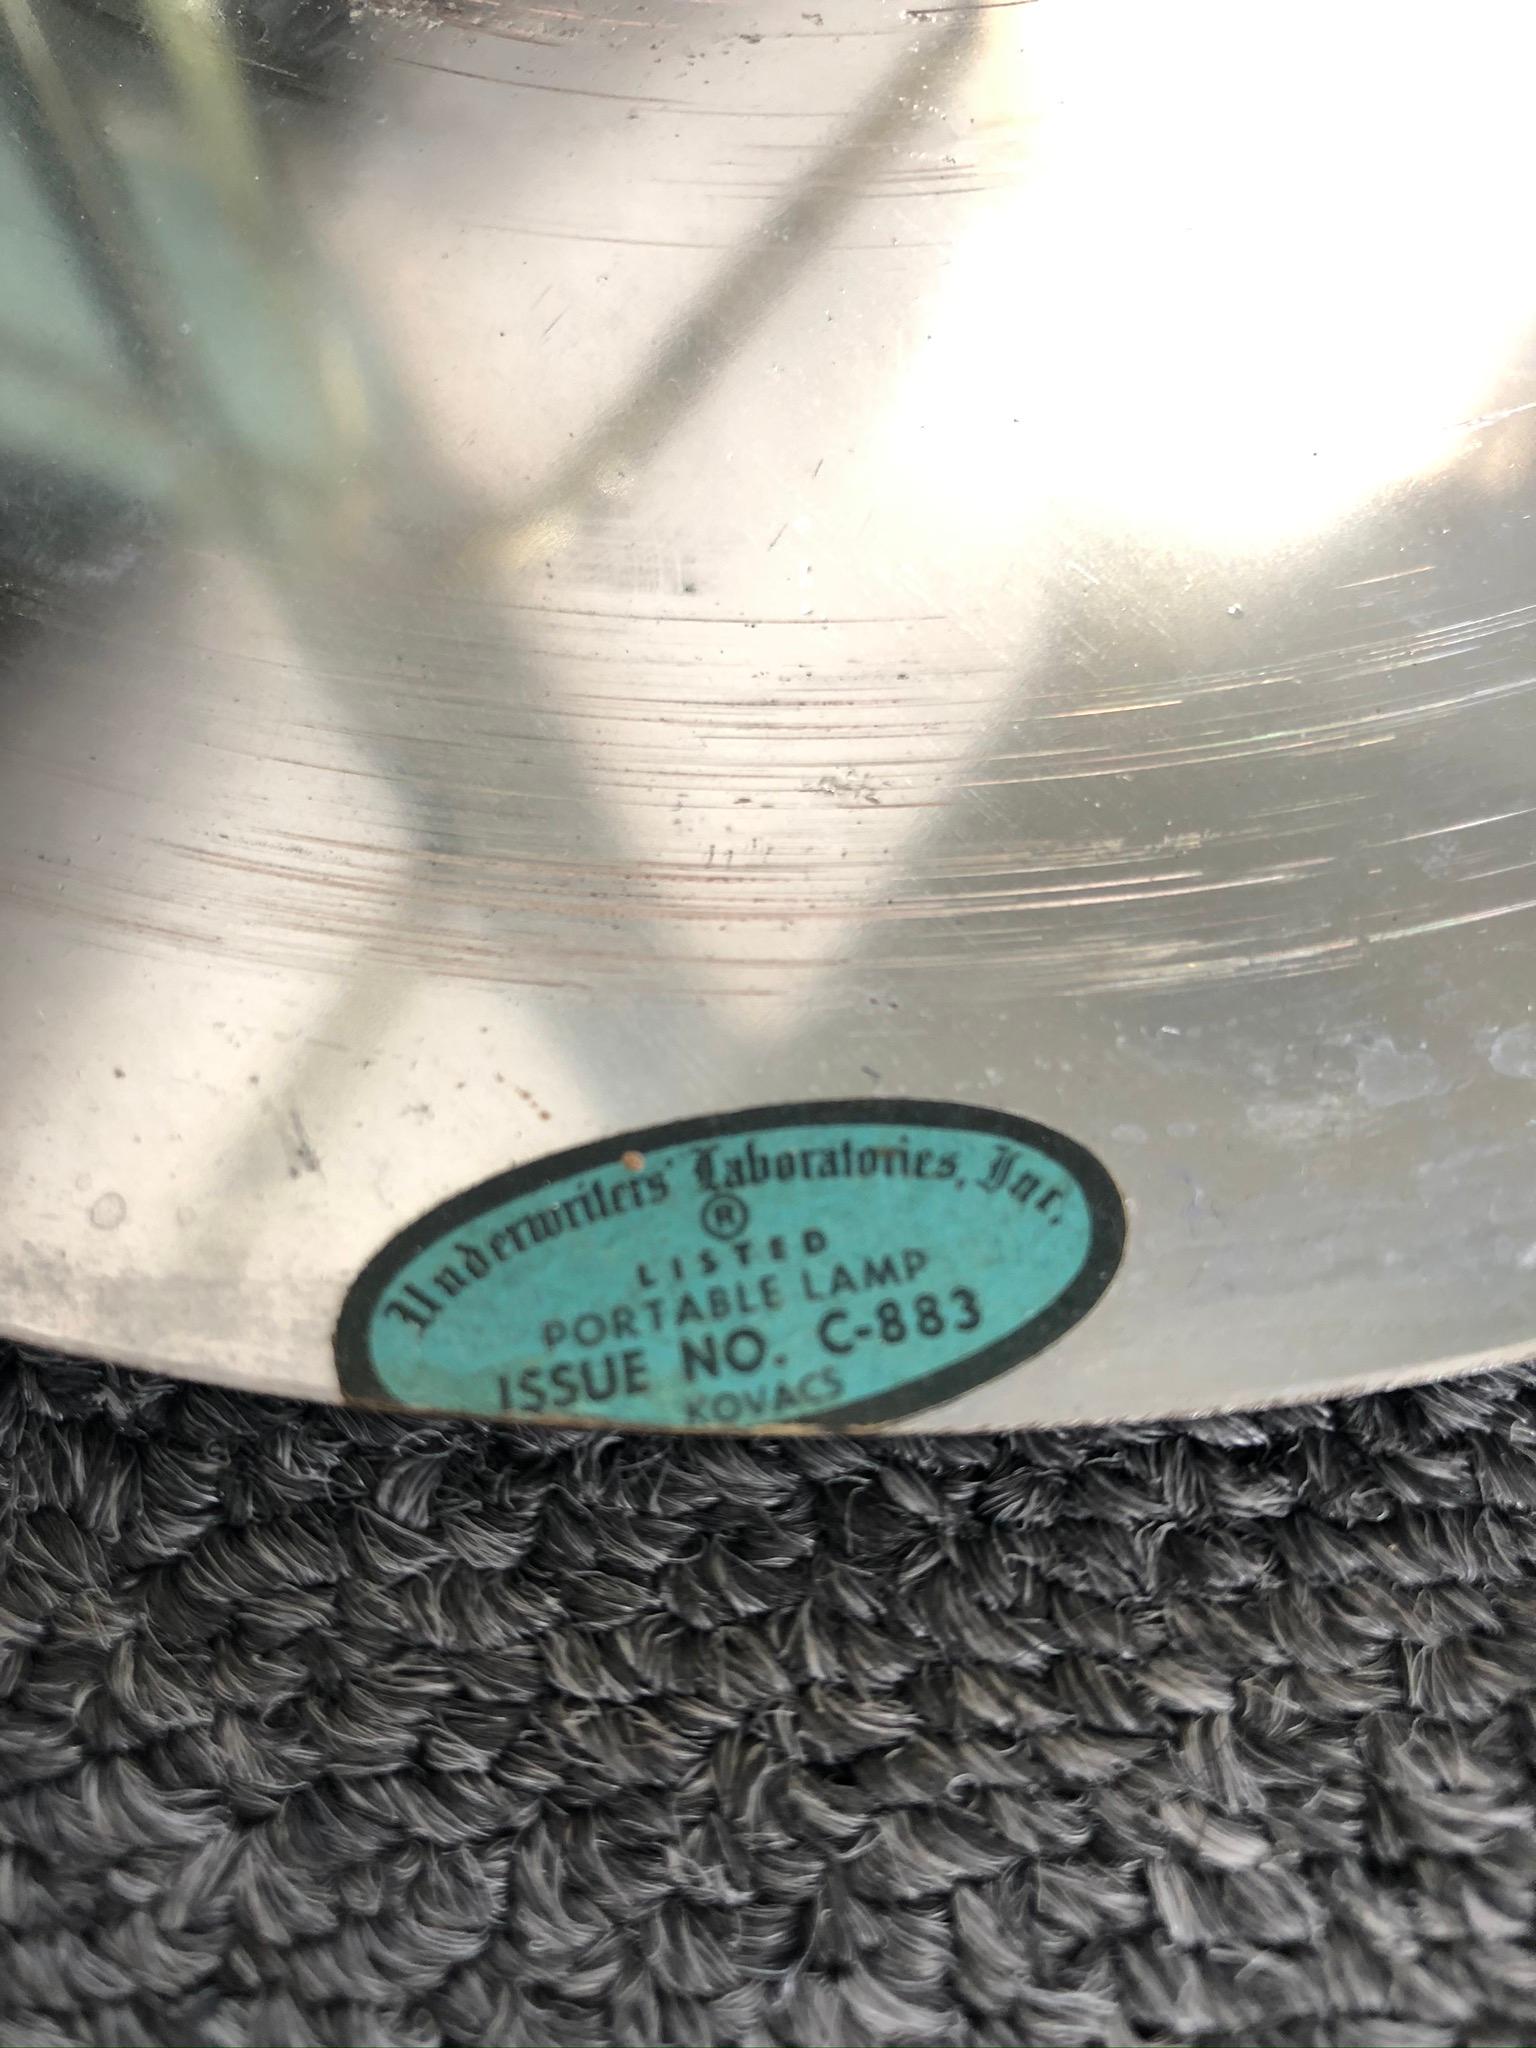 Underwriters' Laboratories, Inc.
®
LISTED
PORTABLE LAMP
ISSUE NO. C-883
KOVACS